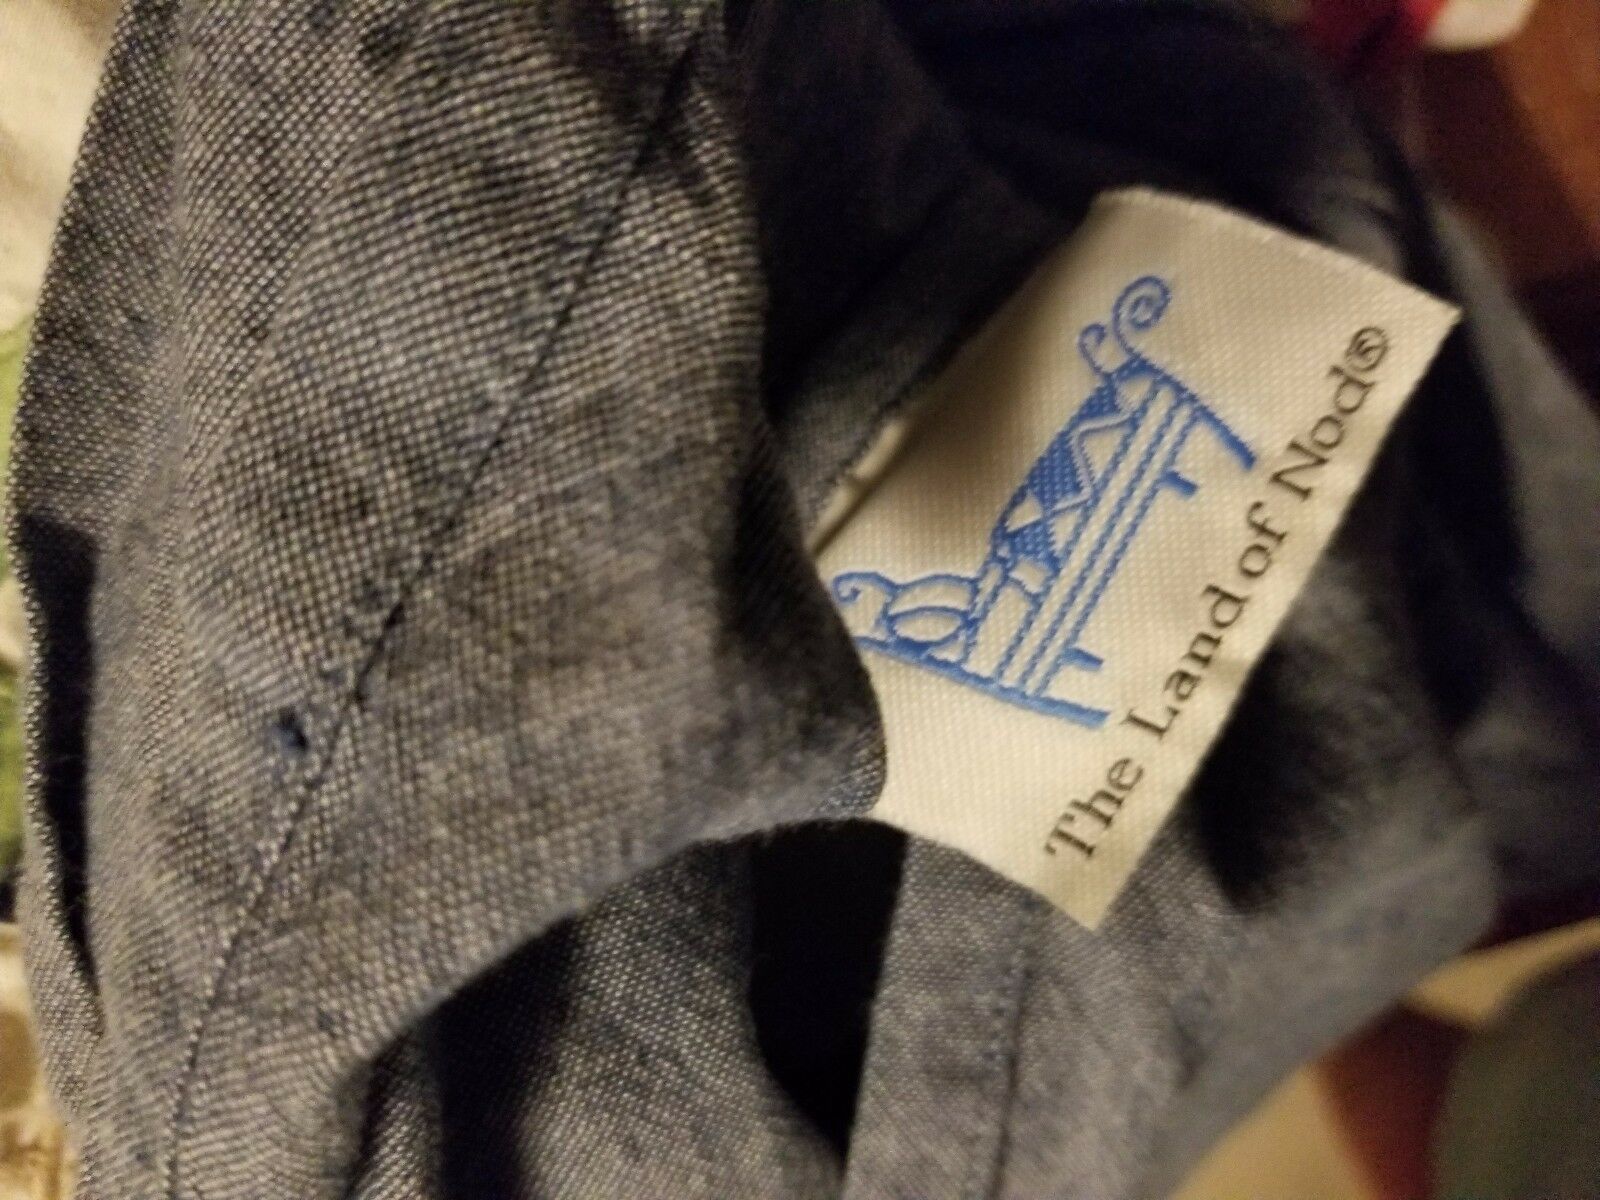 The Land of Nod®